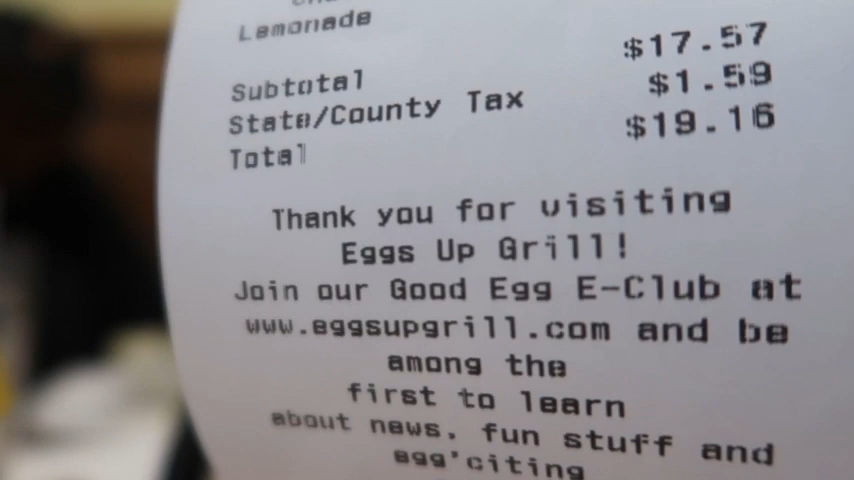 Lemonade
Subtotal $17.57
State/County Tax $1.59
Total $19.16
Thank you for visiting
Eggs Up Grill!
Join our Good Egg E-Club at
www.eggsupgrill.com and be
among the
first to learn
about news, fun stuff and
egg'citing